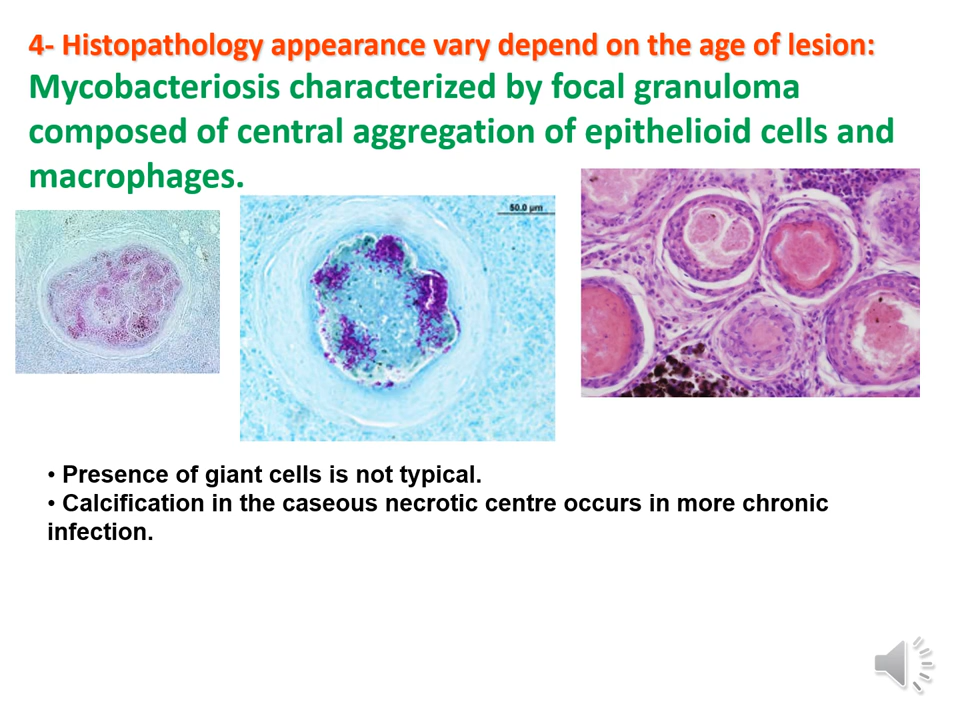 4- Histopathology appearance vary depend on the age of lesion:
Mycobacteriosis characterized by focal granuloma
composed of central aggregation of epithelioid cells and
macrophages.
50.0 µm
• Presence of giant cells is not typical.
• Calcification in the caseous necrotic centre occurs in more chronic
infection.